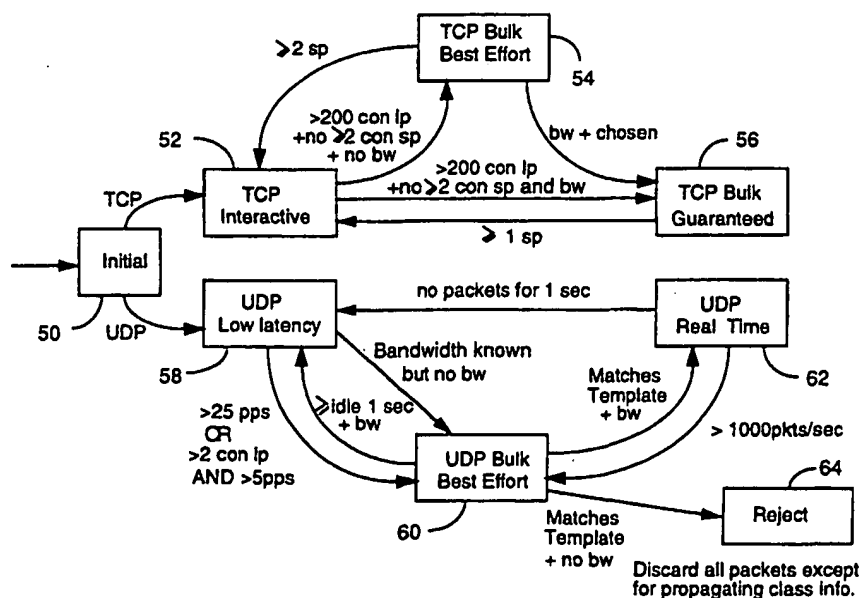 TCP Bulk
Best Effort
54
⩾2 sp
52
>200 con lp
+no ⩾2 con sp
+ no bw
bw + chosen
56
>200 con lp
+no ⩾2 con sp and bw
TCP
TCP
Interactive
TCP Bulk
Guaranteed
⩾ 1 sp
Initial
50
UDP
UDP
Low latency
58
no packets for 1 sec
UDP
Real Time
62
Bandwidth known
but no bw
⩾idle 1 sec
+ bw
Matches
Template
+ bw
>25 pps
OR
>2 con lp
AND >5pps
> 1000pkts/sec
UDP Bulk
Best Effort
60
64
Reject
Matches
Template
+ no bw
Discard all packets except
for propagating class info.